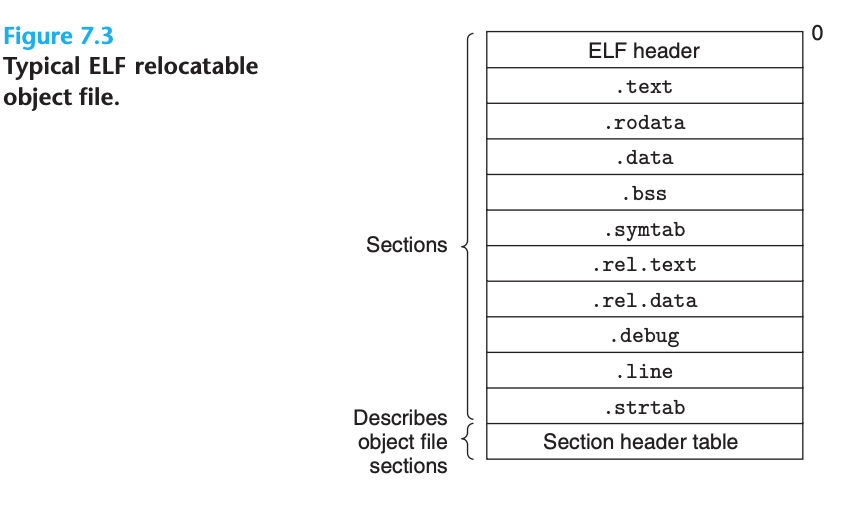 Figure 7.3
Typical ELF relocatable
object file.
0
ELF header
.text
.rodata
.data
.bss
.symtab
.rel.text
.rel.data
.debug
.line
.strtab
Section header table
Sections
Describes
object file
sections